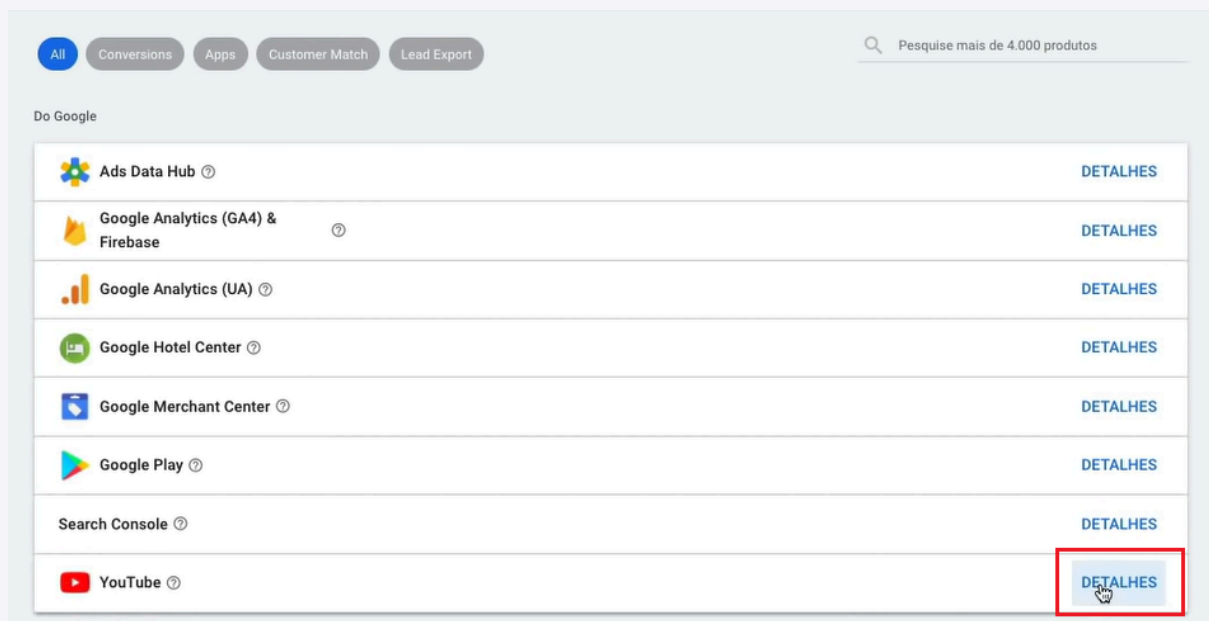 All Conversions Apps Customer Match Lead Export Pesquise mais de 4.000 produtos
Do Google
Ads Data Hub DETALHES
Google Analytics (GA4) &
Firebase DETALHES
Google Analytics (UA) DETALHES
Google Hotel Center DETALHES
Google Merchant Center DETALHES
Google Play DETALHES
Search Console DETALHES
YouTube DETALHES